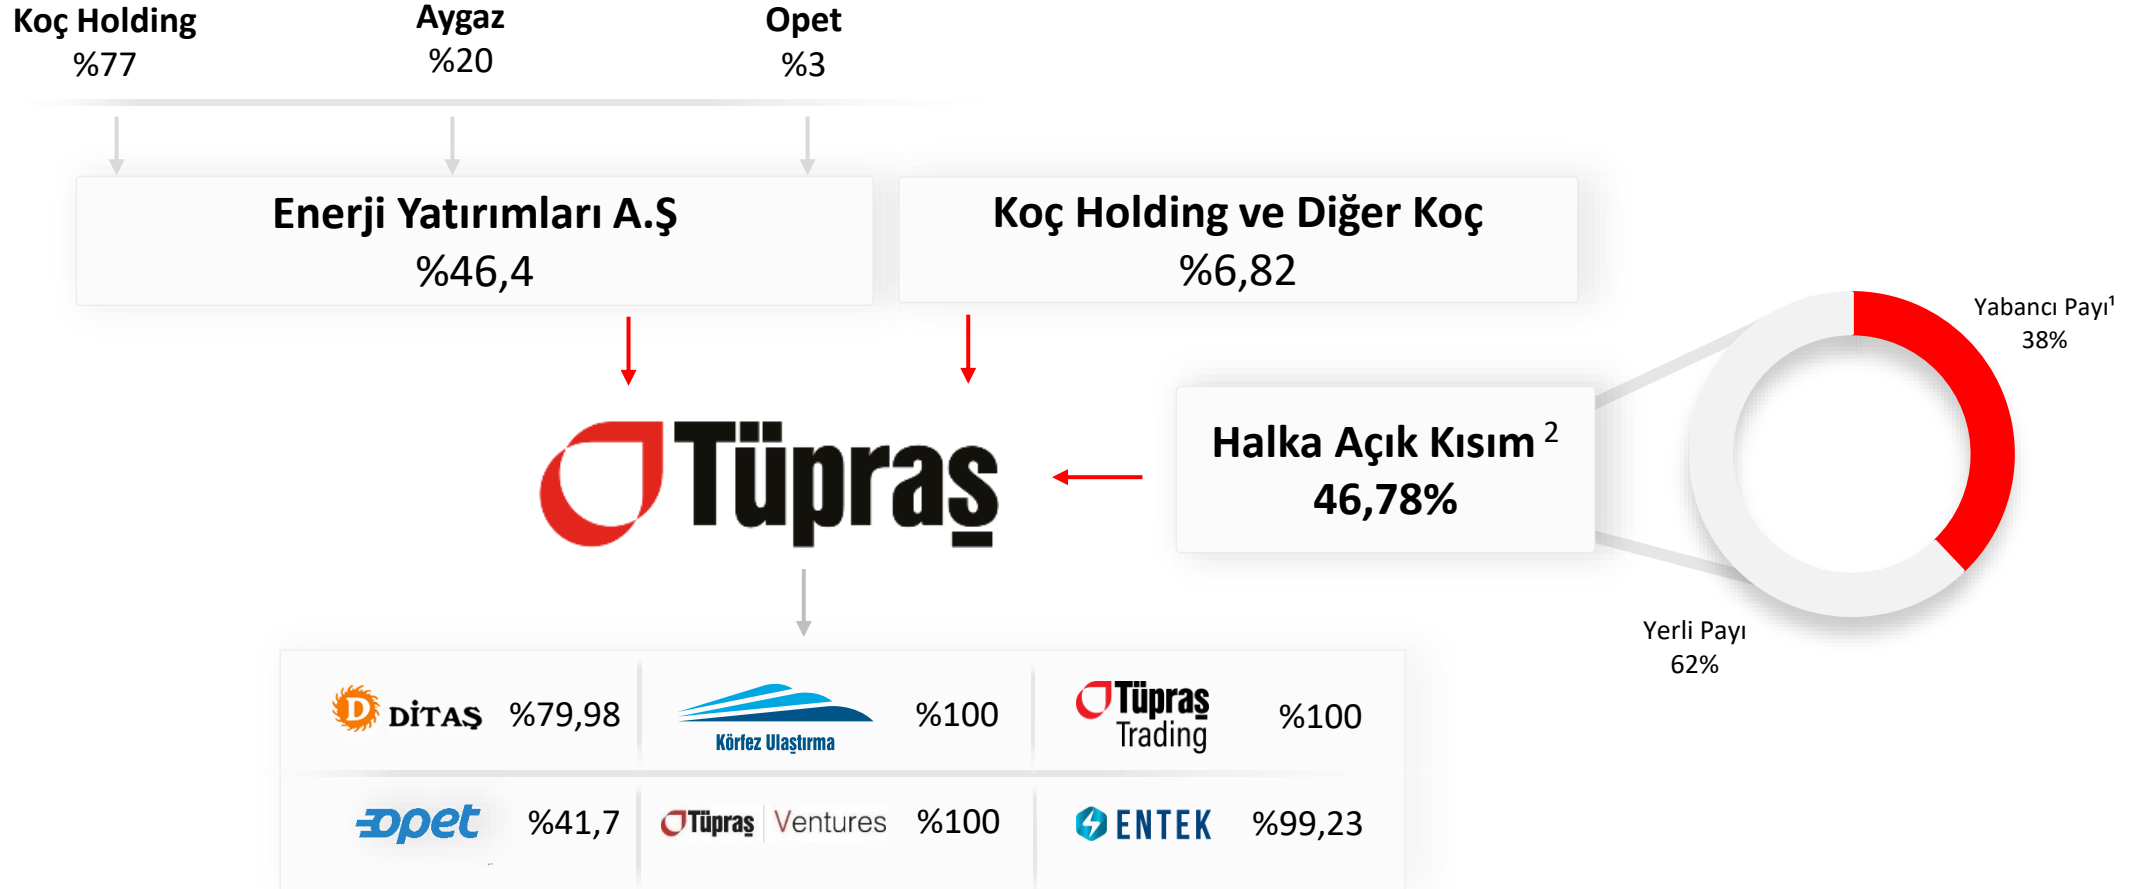 Koç Holding
%77
Aygaz
%20
Opet
%3
Enerji Yatırımları A.Ş
%46,4
Koç Holding ve Diğer Koç
%6,82
Yabancı Payı¹
38%
Halka Açık Kısım ²
46,78%
Tüpraş
Yerli Payı
62%
DİTAŞ %79,98
Körfez Ulaştırma
%100
Tüpraş
Trading
%100
opet %41,7
Tüpraş Ventures %100
ENTEK %99,23